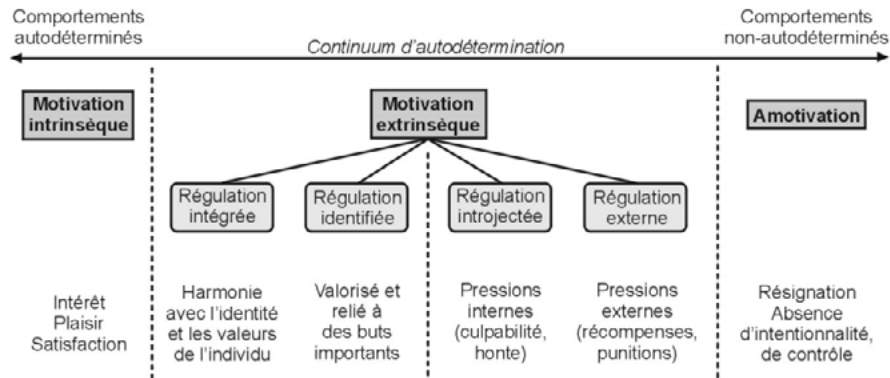 Comportements
autodéterminés
Comportements
non-autodéterminés
Continuum d'autodétermination
Motivation
intrinsèque
Motivation
extrinsèque
Amotivation
Régulation
intégrée
Régulation
identifiée
Régulation
introjectée
Régulation
externe
Intérêt
Plaisir
Satisfaction
Harmonie
avec l'identité
et les valeurs
de l'individu
Valorisé et
relié à
des buts
importants
Pressions
internes
(culpabilité,
honte)
Pressions
externes
(récompenses,
punitions)
Résignation
Absence
d'intentionnalité,
de contrôle